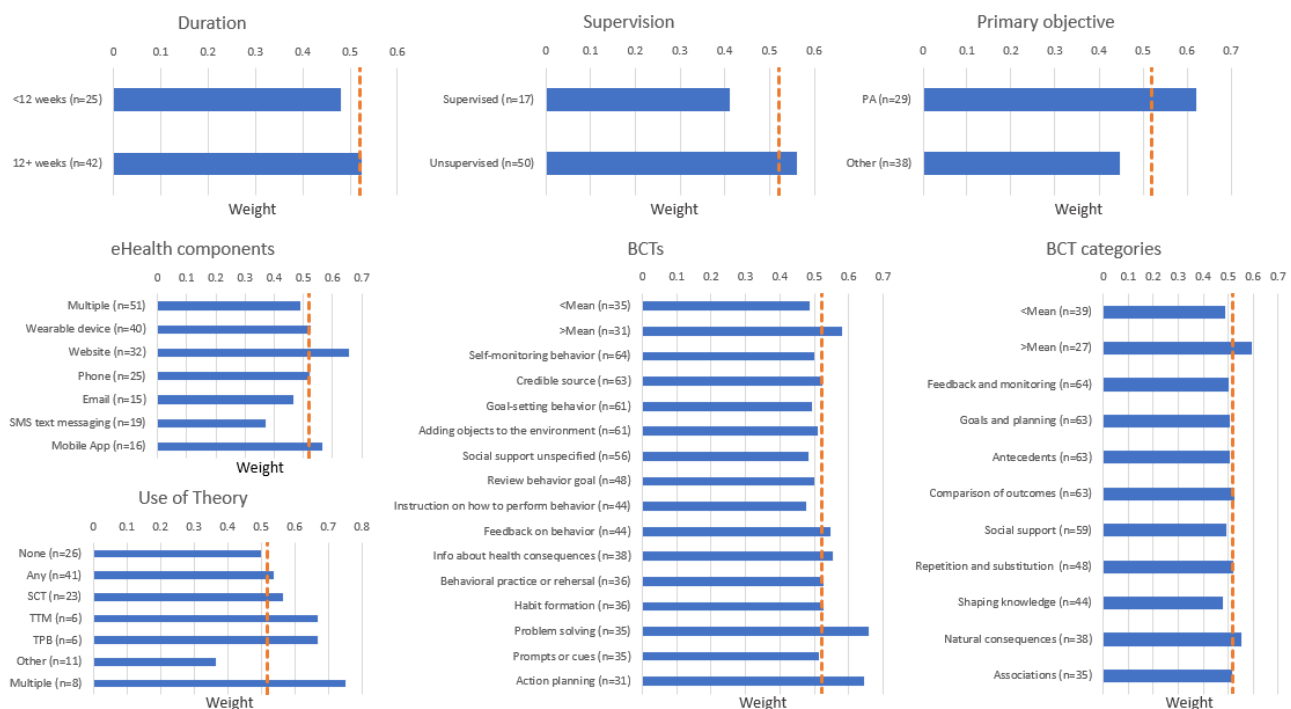 Duration
0 0.1 0.2 0.3 0.4 0.5 0.6
<12 weeks (n=25)
12+ weeks (n=42)
Weight
Supervision
0 0.1 0.2 0.3 0.4 0.5 0.6
Supervised (n=17)
Unsupervised (n=50)
Weight
Primary objective
0 0.1 0.2 0.3 0.4 0.5 0.6 0.7
PA (n=29)
Other (n=38)
Weight
eHealth components
0 0.1 0.2 0.3 0.4 0.5 0.6 0.7
Multiple (n=51)
Wearable device (n=40)
Website (n=32)
Phone (n=25)
Email (n=15)
SMS text messaging (n=19)
Mobile App (n=16)
Weight
Use of Theory
0 0.1 0.2 0.3 0.4 0.5 0.6 0.7 0.8
None (n=26)
Any (n=41)
SCT (n=23)
TTM (n=6)
TPB (n=6)
Other (n=11)
Multiple (n=8)
Weight
BCTs
0 0.1 0.2 0.3 0.4 0.5 0.6 0.7
<Mean (n=35)
>Mean (n=31)
Self-monitoring behavior (n=64)
Credible source (n=63)
Goal-setting behavior (n=61)
Adding objects to the environment (n=61)
Social support unspecified (n=56)
Review behavior goal (n=48)
Instruction on how to perform behavior (n=44)
Feedback on behavior (n=44)
Info about health consequences (n=38)
Behavioral practice or rehersal (n=36)
Habit formation (n=36)
Problem solving (n=35)
Prompts or cues (n=35)
Action planning (n=31)
Weight
BCT categories
0 0.1 0.2 0.3 0.4 0.5 0.6 0.7
<Mean (n=39)
>Mean (n=27)
Feedback and monitoring (n=64)
Goals and planning (n=63)
Antecedents (n=63)
Comparison of outcomes (n=63)
Social support (n=59)
Repetition and substitution (n=48)
Shaping knowledge (n=44)
Natural consequences (n=38)
Associations (n=35)
Weight